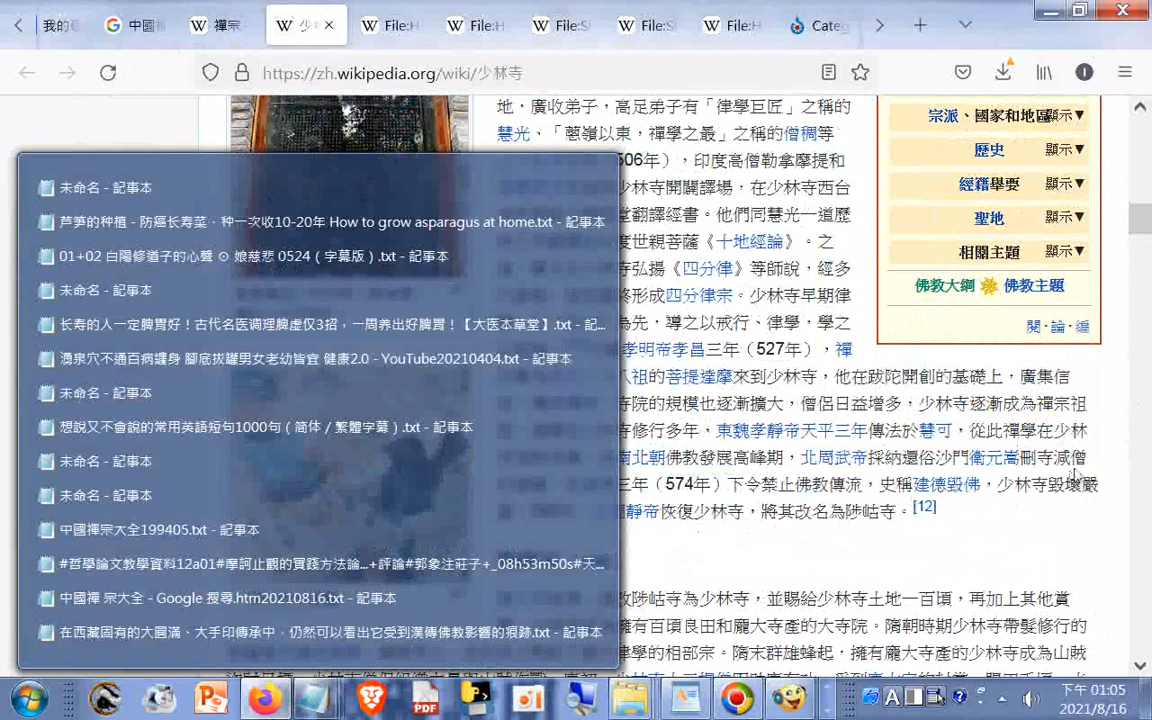 我的
中國
禪宗
少
File:H
File:H
File:Sl
File:Sl
File:H
Categ
https://zh.wikipedia.org/wiki/少林寺
地，廣收弟子，高足弟子有「律學巨匠」之稱的
慧光、「蔥嶺以東，禪學之最」之稱的僧稠等
506年），印度高僧勒拿摩提和
少林寺開闢譯場，在少林寺西台
堂翻譯經書。他們同慧光一道歷
度世親菩薩《十地經論》。之
寺弘揚《四分律》等師說，經多
終形成四分律宗。少林寺早期律
為先，導之以戒行、律學，學之
孝明帝孝昌三年（527年），禪
八祖的菩提達摩來到少林寺，他在跋陀開創的基礎上，廣集信
寺院的規模也逐漸擴大，僧侶日益增多，少林寺逐漸成為禪宗祖
寺修行多年，東魏孝靜帝天平三年傳法於慧可，從此禪學在少林
南北朝佛教發展高峰期，北周武帝採納還俗沙門衛元嵩刪寺減僧
三年（574年）下令禁止佛教傳流，史稱建德毀佛，少林寺毀壞嚴
靜帝恢復少林寺，將其改名為陟岵寺。[12]
改陟岵寺為少林寺，並賜給少林寺土地一百頃，再加上其他賞
擁有百頃良田和龐大寺產的大寺院。隋朝時期少林寺帶髮修行的
律學的相部宗。隋末群雄蜂起，擁有龐大寺產的少林寺成為山賊
宗派、國家和地區 顯示▼
歷史 顯示▼
經籍舉要 顯示▼
聖地 顯示▼
相關主題 顯示▼
佛教大綱 佛教主題
閱·論·編
未命名 - 記事本
芦笋的种植 - 防癌长寿菜．种一次收10-20年 How to grow asparagus at home.txt - 記事本
01+02 白陽修道子的心聲 ⊙ 娘慈悲 0524（字幕版）.txt - 記事本
未命名 - 記事本
长寿的人一定脾胃好！古代名医调理脾虚仅3招，一周养出好脾胃！【大医本草堂】.txt - 記...
湧泉穴不通百病纏身 腳底拔罐男女老幼皆宜 健康2.0 - YouTube20210404.txt - 記事本
未命名 - 記事本
想說又不會說的常用英語短句1000句（简体 / 繁體字幕）.txt - 記事本
未命名 - 記事本
未命名 - 記事本
中國禪宗大全199405.txt - 記事本
#哲學論文教學資料12a01#摩訶止觀的實踐方法論...+評論#郭象注莊子+_08h53m50s#天...
中國禪 宗大全 - Google 搜尋.htm20210816.txt - 記事本
在西藏固有的大圓滿、大手印傳承中，仍然可以看出它受到漢傳佛教影響的痕跡.txt - 記事本
下午 01:05
2021/8/16